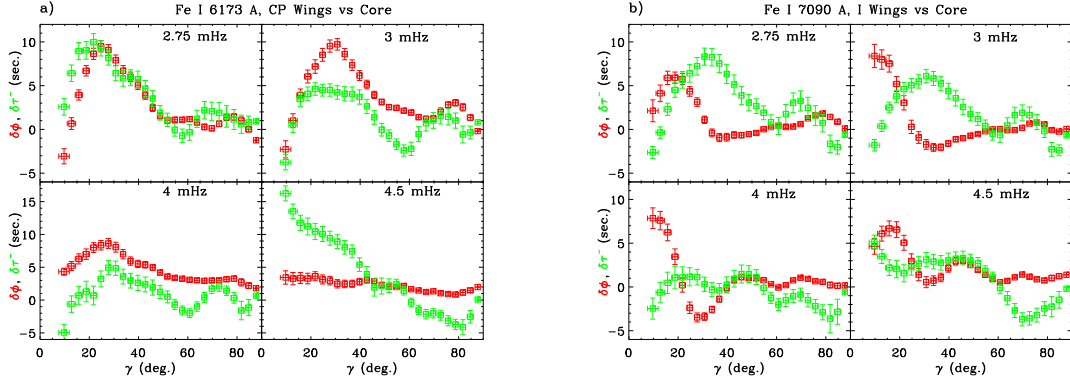 a) Fe I 6173 A, CP Wings vs Core
2.75 mHz 3 mHz
10
5
0
−5
δφ, δτ⁻ (sec.)
4 mHz 4.5 mHz
15
10
5
0
−5
δφ, δτ⁻ (sec.)
0 20 40 60 80 0 20 40 60 80
γ (deg.) γ (deg.)
b) Fe I 7090 A, I Wings vs Core
2.75 mHz 3 mHz
10
5
0
−5
δφ, δτ⁻ (sec.)
4 mHz 4.5 mHz
10
5
0
−5
δφ, δτ⁻ (sec.)
0 20 40 60 80 0 20 40 60 80
γ (deg.) γ (deg.)